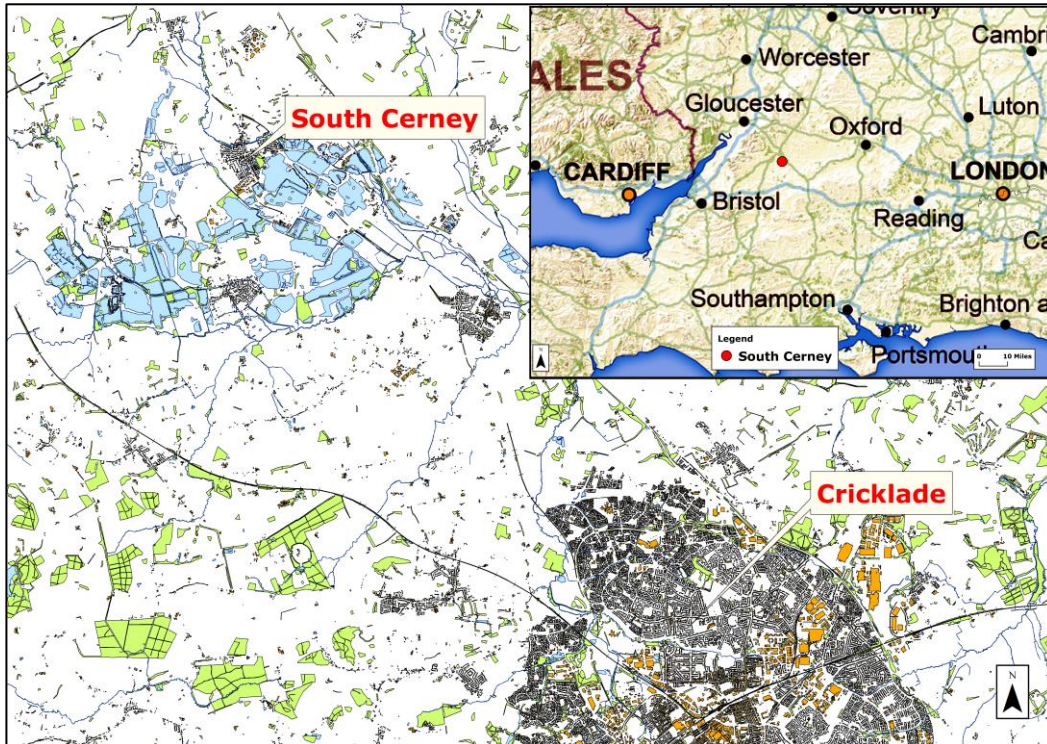 South Cerney
Cricklade
N
Coventry
Worcester
Cambri
ALES
Gloucester
Luton
Oxford
CARDIFF
LONDON
Bristol
Reading
Ca
Southampton
Brighton a
Legend
South Cerney
Portsmout
0 10 Miles